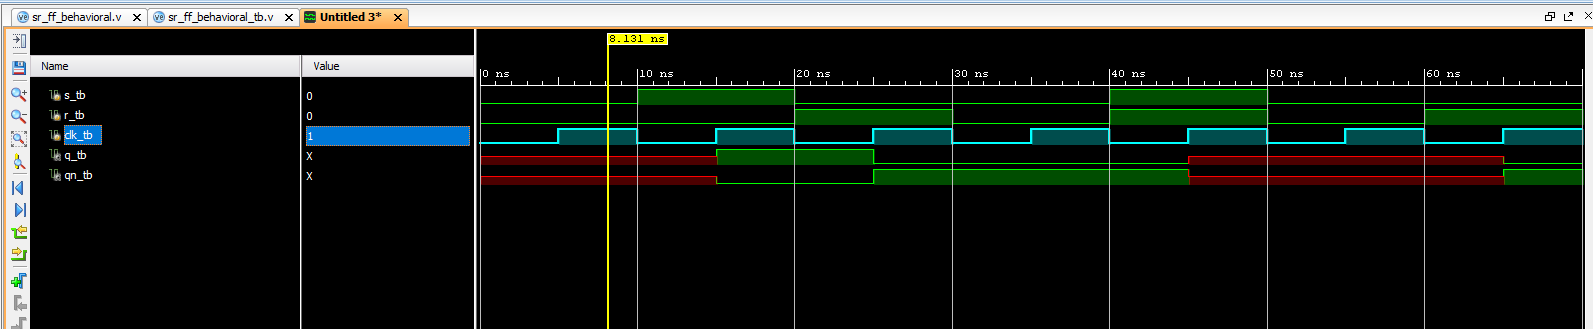 sr_ff_behavioral.v sr_ff_behavioral_tb.v Untitled 3*
8.131 ns
Name Value
0 ns 10 ns 20 ns 30 ns 40 ns 50 ns 60 ns
s_tb 0
r_tb 0
clk_tb 1
q_tb X
qn_tb X